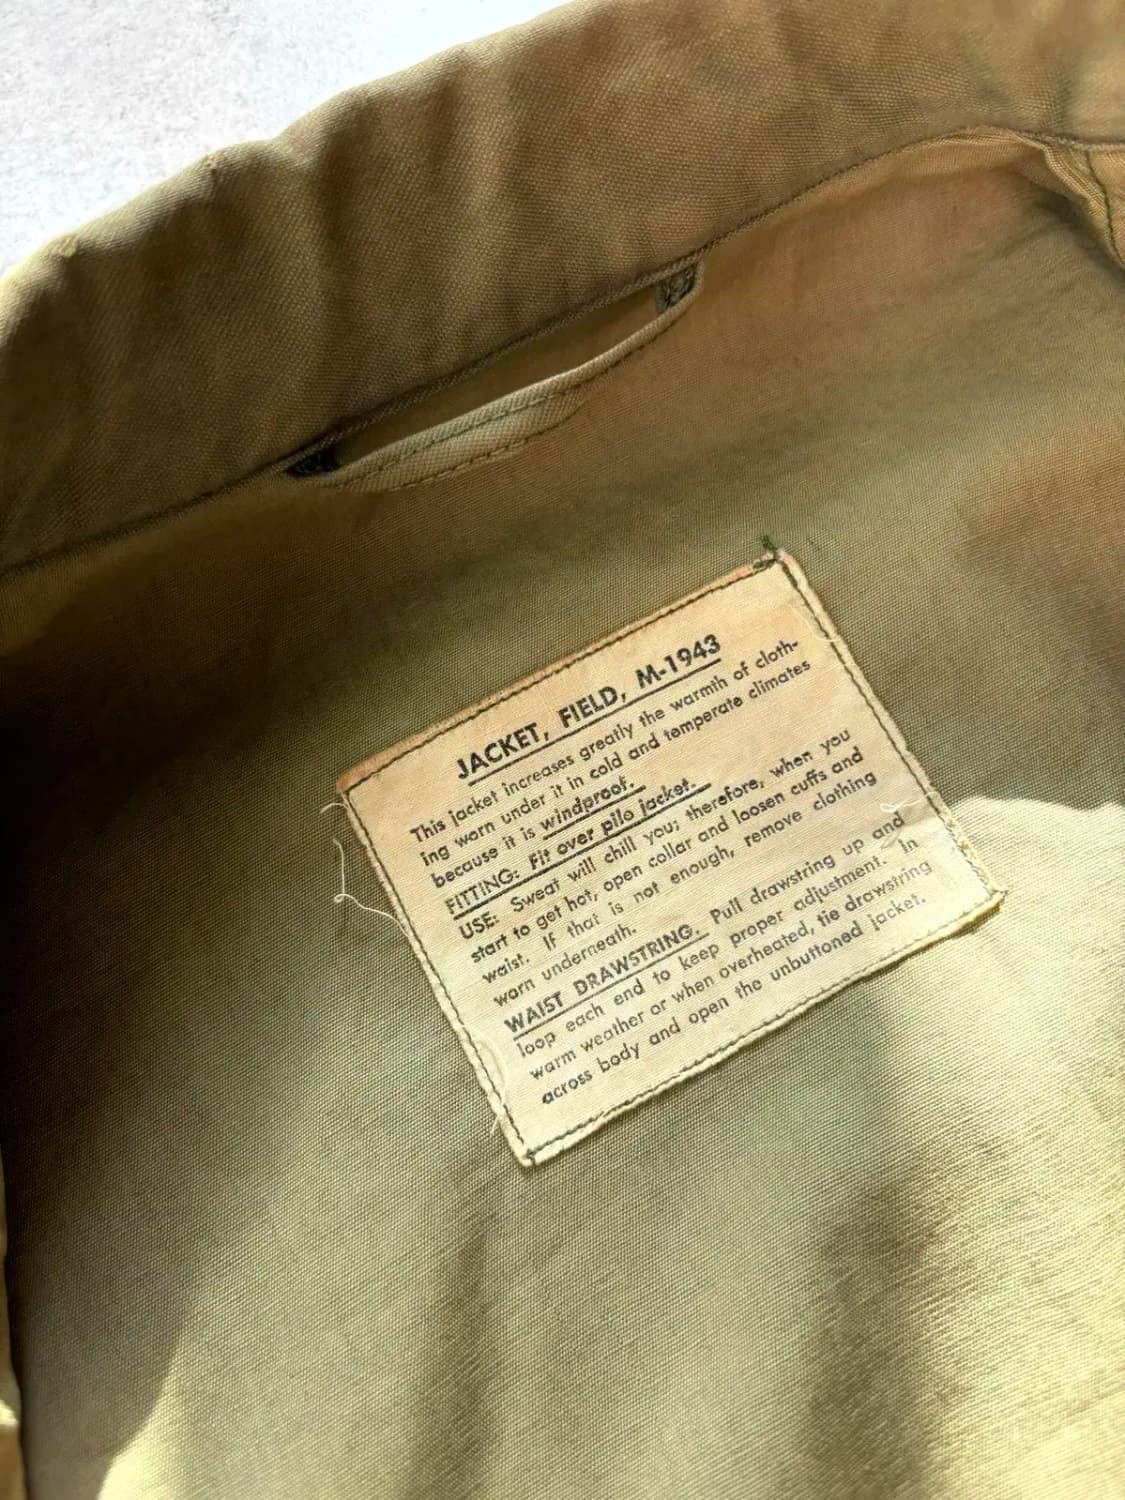 JACKET, FIELD, M-1943
This jacket increases greatly the warmth of cloth-
ing worn under it in cold and temperate climates
because it is windproof.
FITTING: Fit over pile jacket.
USE: Sweat will chill you; therefore, when you
start to get hot, open collar and loosen cuffs and
waist. If that is not enough, remove clothing
worn underneath.
WAIST DRAWSTRING. Pull drawstring up and
loop each end to keep proper adjustment. In
warm weather or when overheated, tie drawstring
across body and open the unbuttoned jacket.